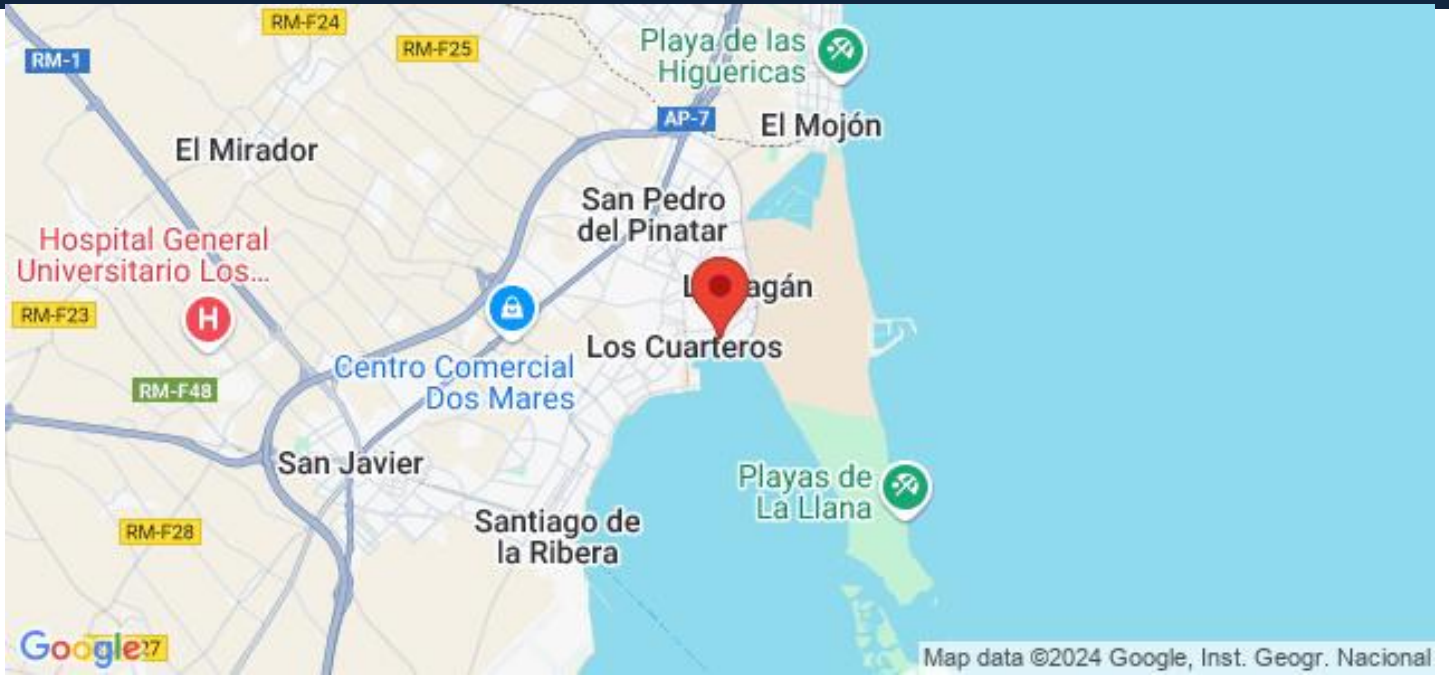 RM-F24
RM-1
RM-F25
Playa de las
Higuericas
AP-7
El Mojón
El Mirador
San Pedro
del Pinatar
Hospital General
Universitario Los...
H
RM-F23
Los Cuarteros
Centro Comercial
Dos Mares
RM-F48
San Javier
Playas de
La Llana
Santiago de
la Ribera
RM-F28
Google
Map data ©2024 Google, Inst. Geogr. Nacional